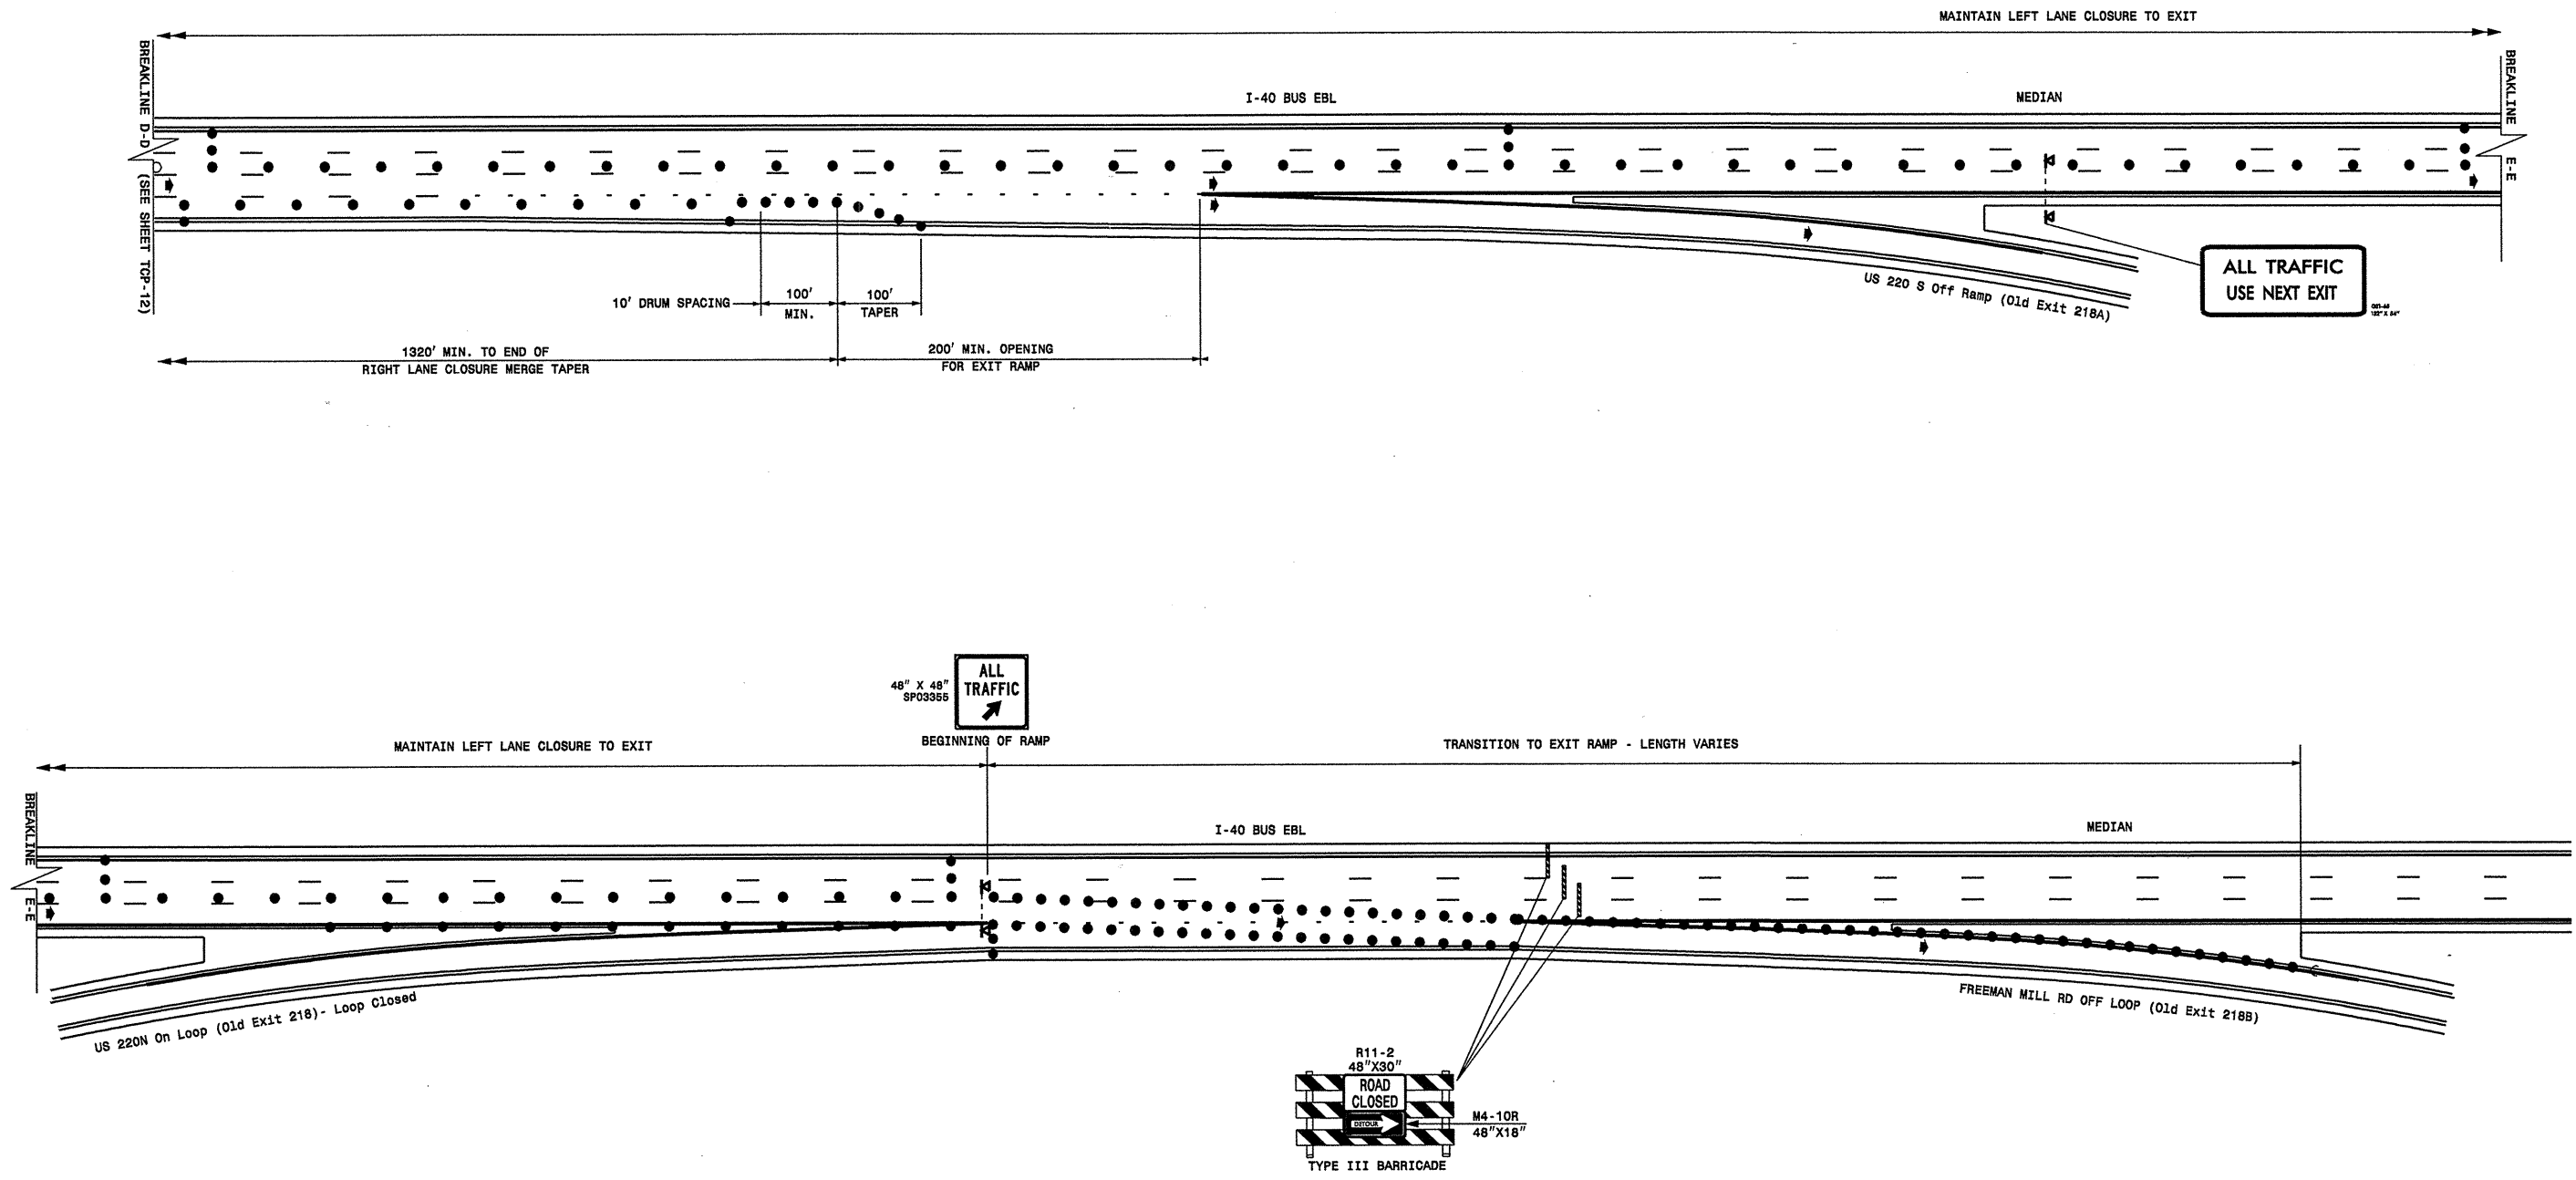 MAINTAIN LEFT LANE CLOSURE TO EXIT
BREAKLINE D-D (SEE SHEET TCP-12)
BREAKLINE E-E
I-40 BUS EBL
MEDIAN
ALL TRAFFIC
USE NEXT EXIT
US 220 S Off Ramp (Old Exit 218A)
10' DRUM SPACING
100'
MIN.
100'
TAPER
1320' MIN. TO END OF
RIGHT LANE CLOSURE MERGE TAPER
200' MIN. OPENING
FOR EXIT RAMP
ALL
TRAFFIC
48" X 48"
SP03355
BEGINNING OF RAMP
MAINTAIN LEFT LANE CLOSURE TO EXIT
TRANSITION TO EXIT RAMP - LENGTH VARIES
BREAKLINE E-E
I-40 BUS EBL
MEDIAN
US 220N On Loop (Old Exit 218)- Loop Closed
FREEMAN MILL RD OFF LOOP (Old Exit 218B)
R11-2
48"X30"
ROAD
CLOSED
DETOUR
M4-10R
48"X18"
TYPE III BARRICADE